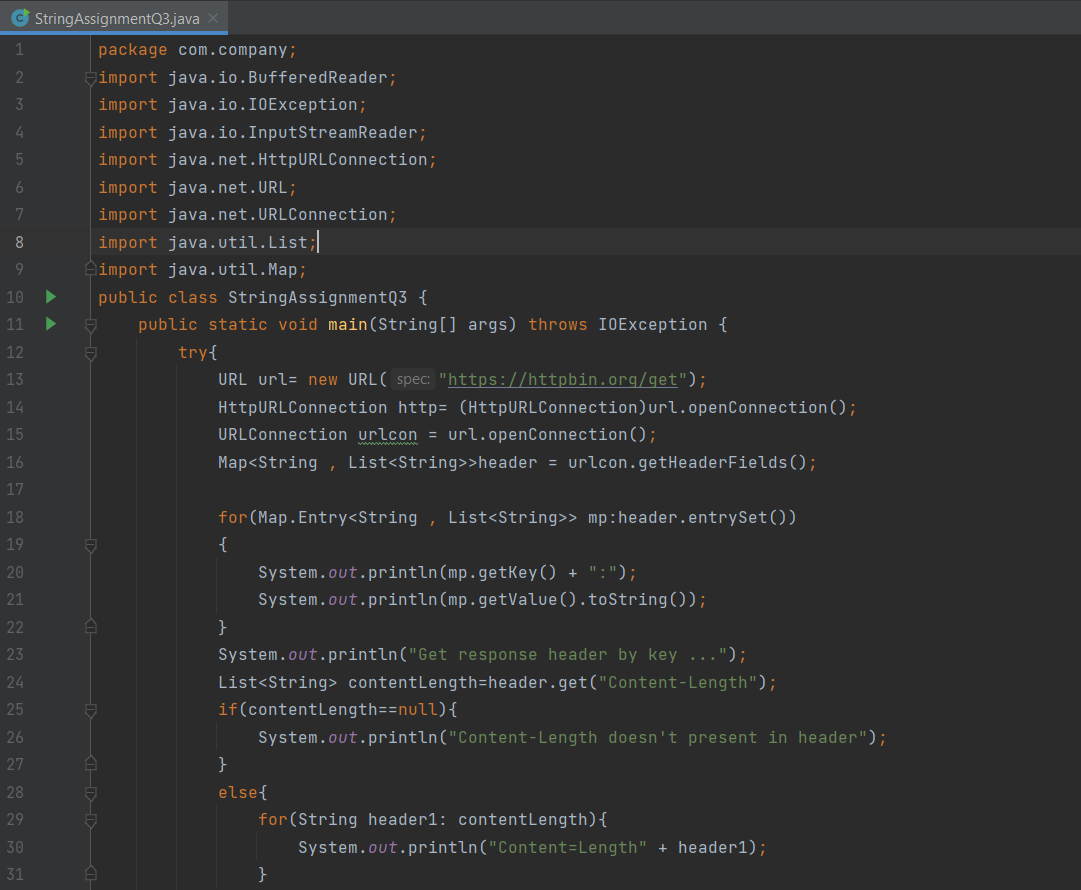 StringAssignmentQ3.java
1 package com.company;
2 import java.io.BufferedReader;
3 import java.io.IOException;
4 import java.io.InputStreamReader;
5 import java.net.HttpURLConnection;
6 import java.net.URL;
7 import java.net.URLConnection;
8 import java.util.List;
9 import java.util.Map;
10 public class StringAssignmentQ3 {
11     public static void main(String[] args) throws IOException {
12         try{
13             URL url= new URL( spec: "https://httpbin.org/get");
14             HttpURLConnection http= (HttpURLConnection)url.openConnection();
15             URLConnection urlcon = url.openConnection();
16             Map<String , List<String>>header = urlcon.getHeaderFields();
17
18             for(Map.Entry<String , List<String>> mp:header.entrySet())
19             {
20                 System.out.println(mp.getKey() + ":");
21                 System.out.println(mp.getValue().toString());
22             }
23             System.out.println("Get response header by key ...");
24             List<String> contentLength=header.get("Content-Length");
25             if(contentLength==null){
26                 System.out.println("Content-Length doesn't present in header");
27             }
28             else{
29                 for(String header1: contentLength){
30                     System.out.println("Content=Length" + header1);
31                 }